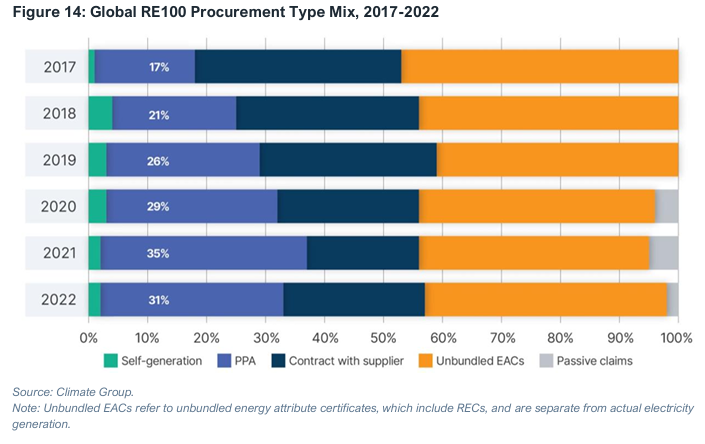 Figure 14: Global RE100 Procurement Type Mix, 2017-2022
2017 17%
2018 21%
2019 26%
2020 29%
2021 35%
2022 31%
0% 10% 20% 30% 40% 50% 60% 70% 80% 90% 100%
Self-generation PPA Contract with supplier Unbundled EACs Passive claims
Source: Climate Group.
Note: Unbundled EACs refer to unbundled energy attribute certificates, which include RECs, and are separate from actual electricity
generation.